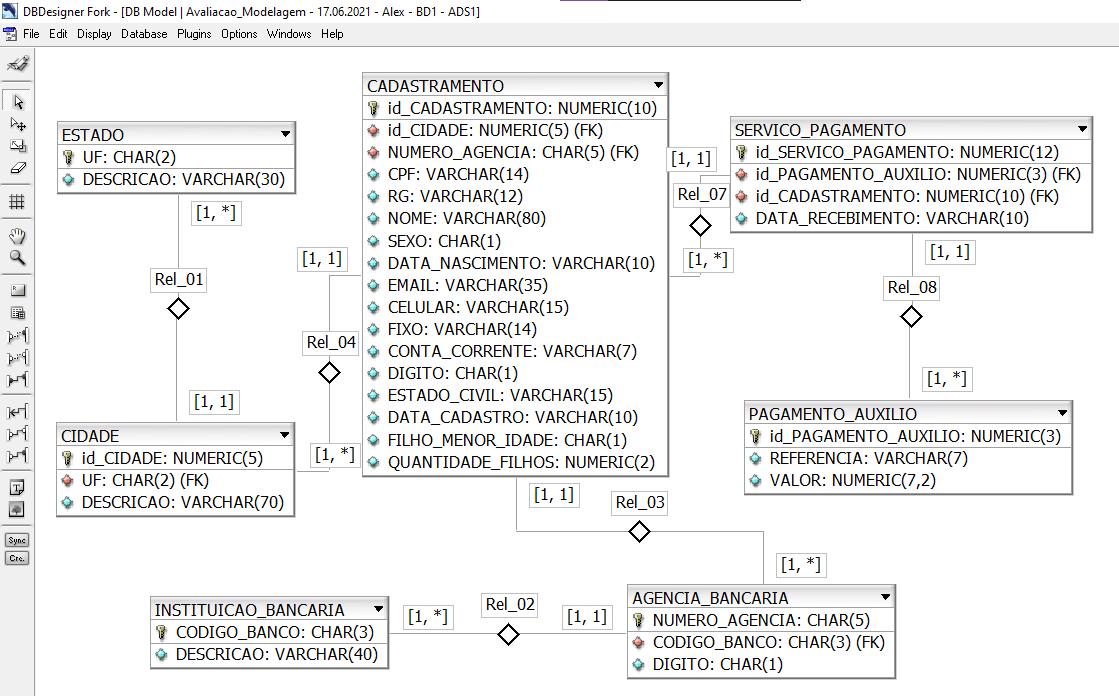 DBDesigner Fork - [DB Model | Avaliacao_Modelagem - 17.06.2021 - Alex - BD1 - ADS1]
File Edit Display Database Plugins Options Windows Help
ESTADO
UF: CHAR(2)
DESCRICAO: VARCHAR(30)
[1, *]
Rel_01
[1, 1]
CIDADE
id_CIDADE: NUMERIC(5)
UF: CHAR(2) (FK)
DESCRICAO: VARCHAR(70)
[1, 1]
Rel_04
[1, *]
CADASTRAMENTO
id_CADASTRAMENTO: NUMERIC(10)
id_CIDADE: NUMERIC(5) (FK)
NUMERO_AGENCIA: CHAR(5) (FK)
CPF: VARCHAR(14)
RG: VARCHAR(12)
NOME: VARCHAR(80)
SEXO: CHAR(1)
DATA_NASCIMENTO: VARCHAR(10)
EMAIL: VARCHAR(35)
CELULAR: VARCHAR(15)
FIXO: VARCHAR(14)
CONTA_CORRENTE: VARCHAR(7)
DIGITO: CHAR(1)
ESTADO_CIVIL: VARCHAR(15)
DATA_CADASTRO: VARCHAR(10)
FILHO_MENOR_IDADE: CHAR(1)
QUANTIDADE_FILHOS: NUMERIC(2)
[1, 1]
Rel_07
[1, *]
SERVICO_PAGAMENTO
id_SERVICO_PAGAMENTO: NUMERIC(12)
id_PAGAMENTO_AUXILIO: NUMERIC(3) (FK)
id_CADASTRAMENTO: NUMERIC(10) (FK)
DATA_RECEBIMENTO: VARCHAR(10)
[1, 1]
Rel_08
[1, *]
PAGAMENTO_AUXILIO
id_PAGAMENTO_AUXILIO: NUMERIC(3)
REFERENCIA: VARCHAR(7)
VALOR: NUMERIC(7,2)
[1, 1]
Rel_03
[1, *]
INSTITUICAO_BANCARIA
CODIGO_BANCO: CHAR(3)
DESCRICAO: VARCHAR(40)
[1, *]
Rel_02
[1, 1]
AGENCIA_BANCARIA
NUMERO_AGENCIA: CHAR(5)
CODIGO_BANCO: CHAR(3) (FK)
DIGITO: CHAR(1)
Sync
Cre.